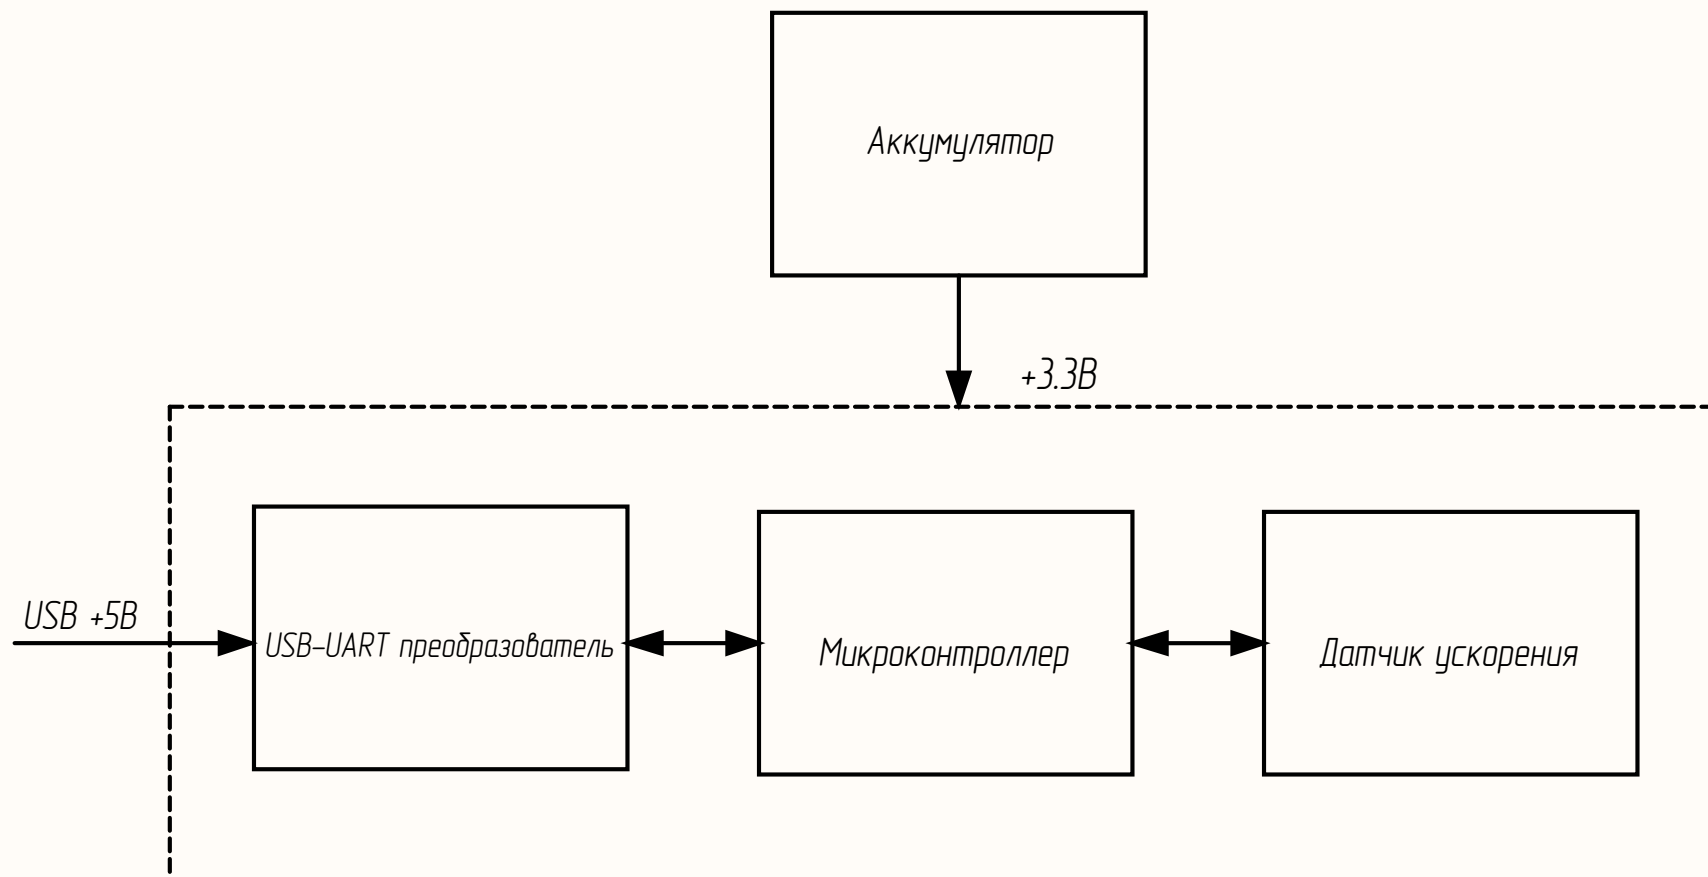 Аккумулятор
+3.3В
USB +5В
USB-UART преобразователь
Микроконтроллер
Датчик ускорения